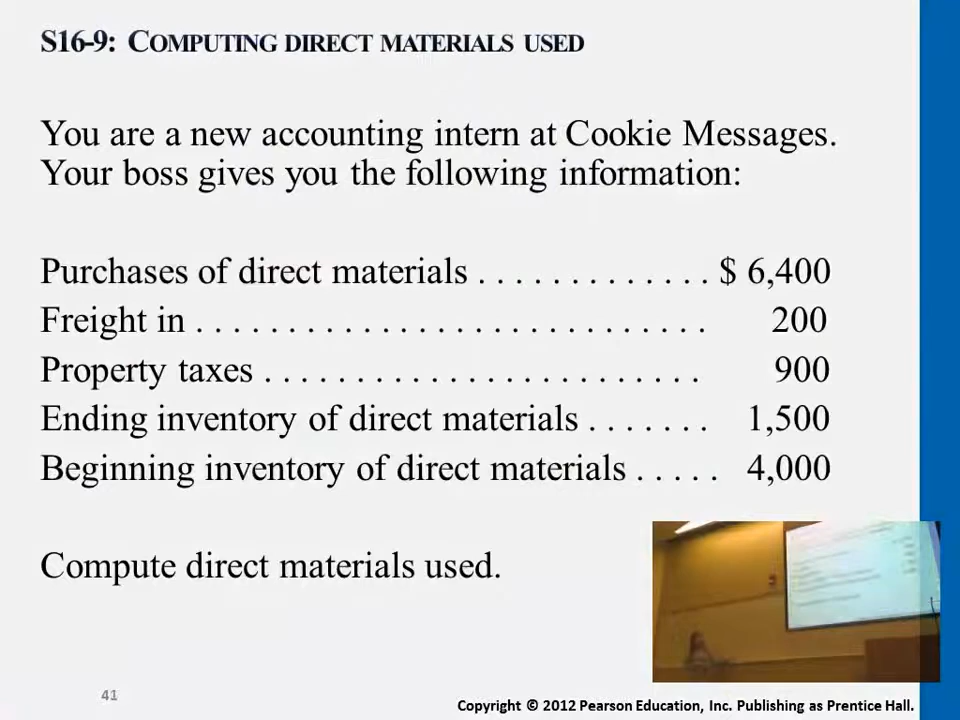 S16-9: COMPUTING DIRECT MATERIALS USED
You are a new accounting intern at Cookie Messages.
Your boss gives you the following information:
Purchases of direct materials . . . . . . . . . . . . . $ 6,400
Freight in . . . . . . . . . . . . . . . . . . . . . . . . . . . . 200
Property taxes . . . . . . . . . . . . . . . . . . . . . . . . 900
Ending inventory of direct materials . . . . . . . 1,500
Beginning inventory of direct materials . . . . . 4,000
Compute direct materials used.
41
Copyright © 2012 Pearson Education, Inc. Publishing as Prentice Hall.